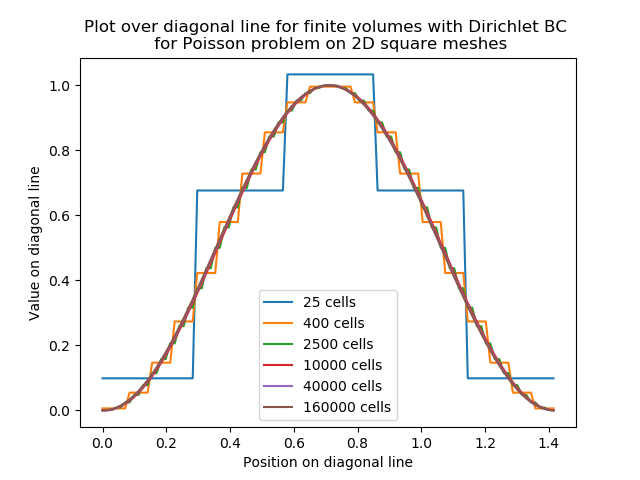 Plot over diagonal line for finite volumes with Dirichlet BC
for Poisson problem on 2D square meshes
1.0
0.8
0.6
0.4
0.2
0.0
Value on diagonal line
25 cells
400 cells
2500 cells
10000 cells
40000 cells
160000 cells
0.0 0.2 0.4 0.6 0.8 1.0 1.2 1.4
Position on diagonal line